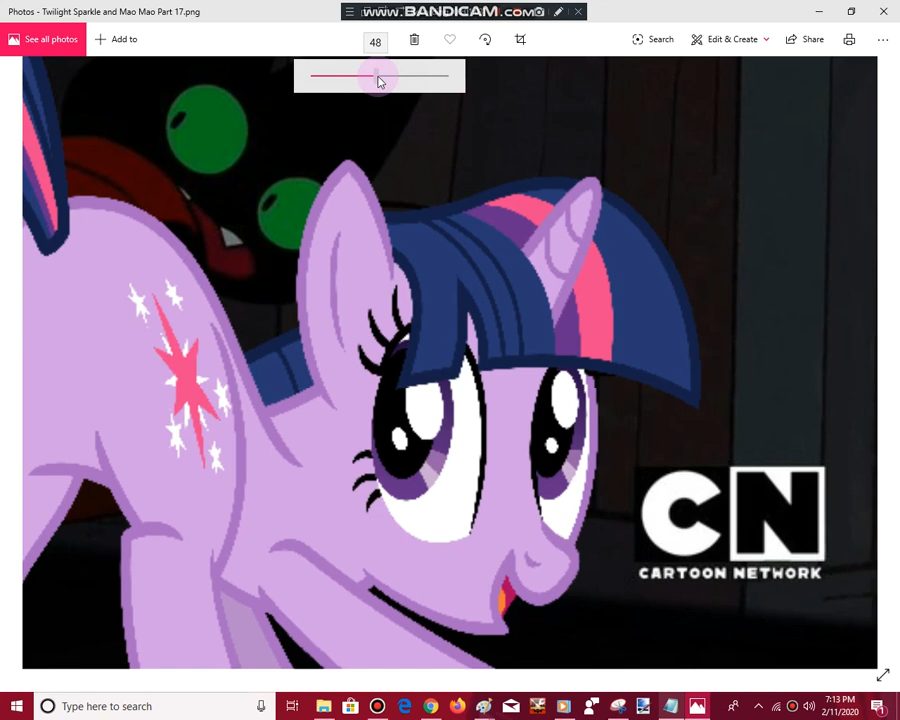 Photos - Twilight Sparkle and Mao Mao Part 17.png
www.BANDICAM.com
See all photos
Add to
48
Search
Edit & Create
Share
CN
CARTOON NETWORK
Type here to search
7:13 PM
2/11/2020
1